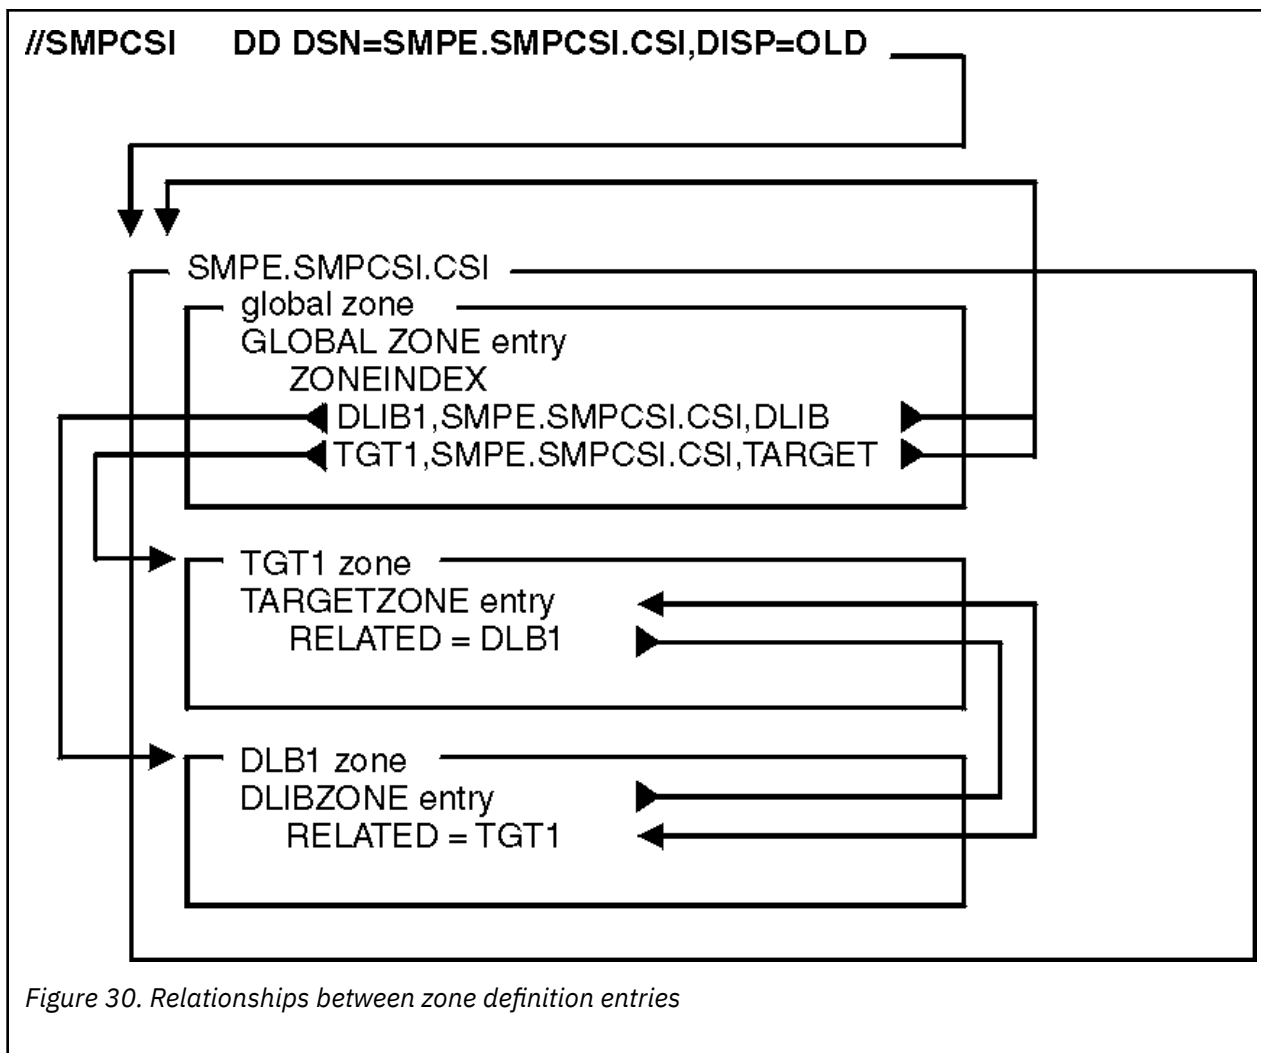 //SMPCSI DD DSN=SMPE.SMPCSI.CSI,DISP=OLD
SMPE.SMPCSI.CSI
global zone
GLOBAL ZONE entry
ZONEINDEX
DLIB1,SMPE.SMPCSI.CSI,DLIB
TGT1,SMPE.SMPCSI.CSI,TARGET
TGT1 zone
TARGETZONE entry
RELATED = DLB1
DLB1 zone
DLIBZONE entry
RELATED = TGT1
Figure 30. Relationships between zone definition entries